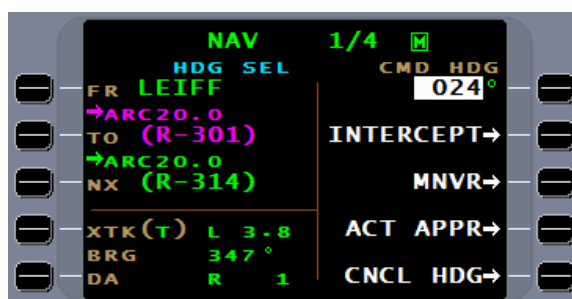 NAV 1/4 M
HDG SEL CMD HDG
FR LEIFF 024°
→ARC20.0
TO (R-301) INTERCEPT→
→ARC20.0
NX (R-314) MNVR→
XTK(T) L 3.8 ACT APPR→
BRG 347°
DA R 1 CNCL HDG→